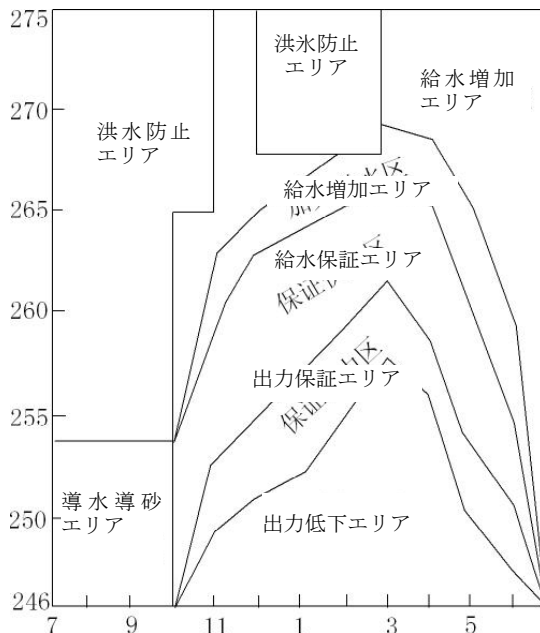 275
270
265
260
255
250
246
7
9
11
1
3
5
洪水防止
エリア
洪氷防止
エリア
給水増加
エリア
給水増加エリア
給水保証エリア
出力保証エリア
導水導砂
エリア
出力低下エリア